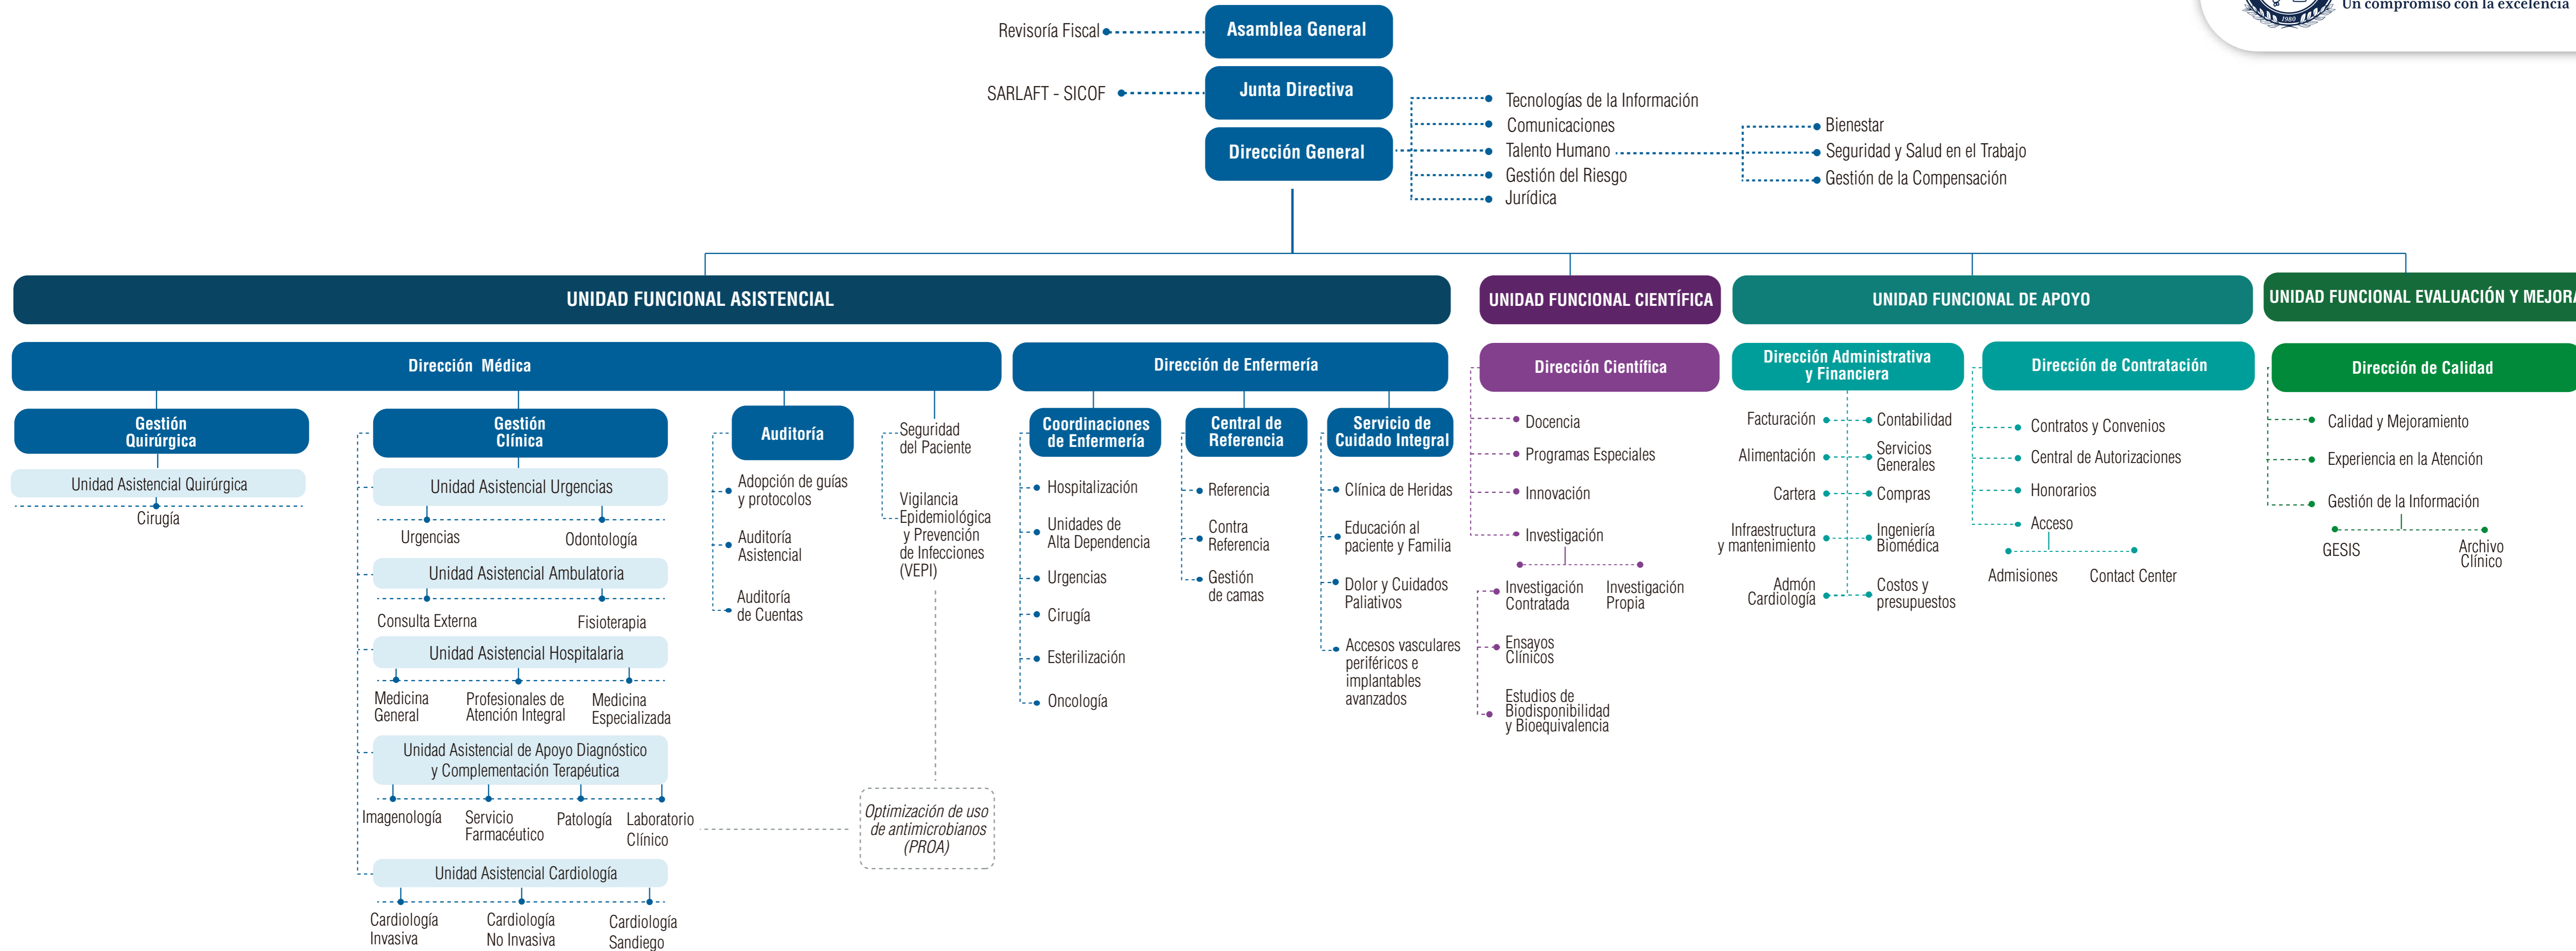 1980
Un compromiso con la excelencia
Revisoría Fiscal
Asamblea General
SARLAFT - SICOF
Junta Directiva
Dirección General
Tecnologías de la Información
Comunicaciones
Talento Humano
Gestión del Riesgo
Jurídica
Bienestar
Seguridad y Salud en el Trabajo
Gestión de la Compensación
UNIDAD FUNCIONAL ASISTENCIAL
UNIDAD FUNCIONAL CIENTÍFICA
UNIDAD FUNCIONAL DE APOYO
UNIDAD FUNCIONAL EVALUACIÓN Y MEJORA
Dirección Médica
Gestión
Quirúrgica
Unidad Asistencial Quirúrgica
Cirugía
Gestión
Clínica
Unidad Asistencial Urgencias
Urgencias
Odontología
Unidad Asistencial Ambulatoria
Consulta Externa
Fisioterapia
Unidad Asistencial Hospitalaria
Medicina
General
Profesionales de
Atención Integral
Medicina
Especializada
Unidad Asistencial de Apoyo Diagnóstico
y Complementación Terapéutica
Imagenología
Servicio
Farmacéutico
Patología
Laboratorio
Clínico
Unidad Asistencial Cardiología
Cardiología
Invasiva
Cardiología
No Invasiva
Cardiología
Sandiego
Auditoría
Adopción de guías
y protocolos
Auditoría
Asistencial
Auditoría
de Cuentas
Seguridad
del Paciente
Vigilancia
Epidemiológica
y Prevención
de Infecciones
(VEPI)
Optimización de uso
de antimicrobianos
(PROA)
Dirección de Enfermería
Coordinaciones
de Enfermería
Hospitalización
Unidades de
Alta Dependencia
Urgencias
Cirugía
Esterilización
Oncología
Central de
Referencia
Referencia
Contra
Referencia
Gestión
de camas
Servicio de
Cuidado Integral
Clínica de Heridas
Educación al
paciente y Familia
Dolor y Cuidados
Paliativos
Accesos vasculares
periféricos e
implantables
avanzados
Dirección Científica
Docencia
Programas Especiales
Innovación
Investigación
Investigación
Contratada
Investigación
Propia
Ensayos
Clínicos
Estudios de
Biodisponibilidad
y Bioequivalencia
Dirección Administrativa
y Financiera
Facturación
Contabilidad
Alimentación
Servicios
Generales
Cartera
Compras
Infraestructura
y mantenimiento
Ingeniería
Biomédica
Admón
Cardiología
Costos y
presupuestos
Dirección de Contratación
Contratos y Convenios
Central de Autorizaciones
Honorarios
Acceso
Admisiones
Contact Center
Dirección de Calidad
Calidad y Mejoramiento
Experiencia en la Atención
Gestión de la Información
GESIS
Archivo
Clínico